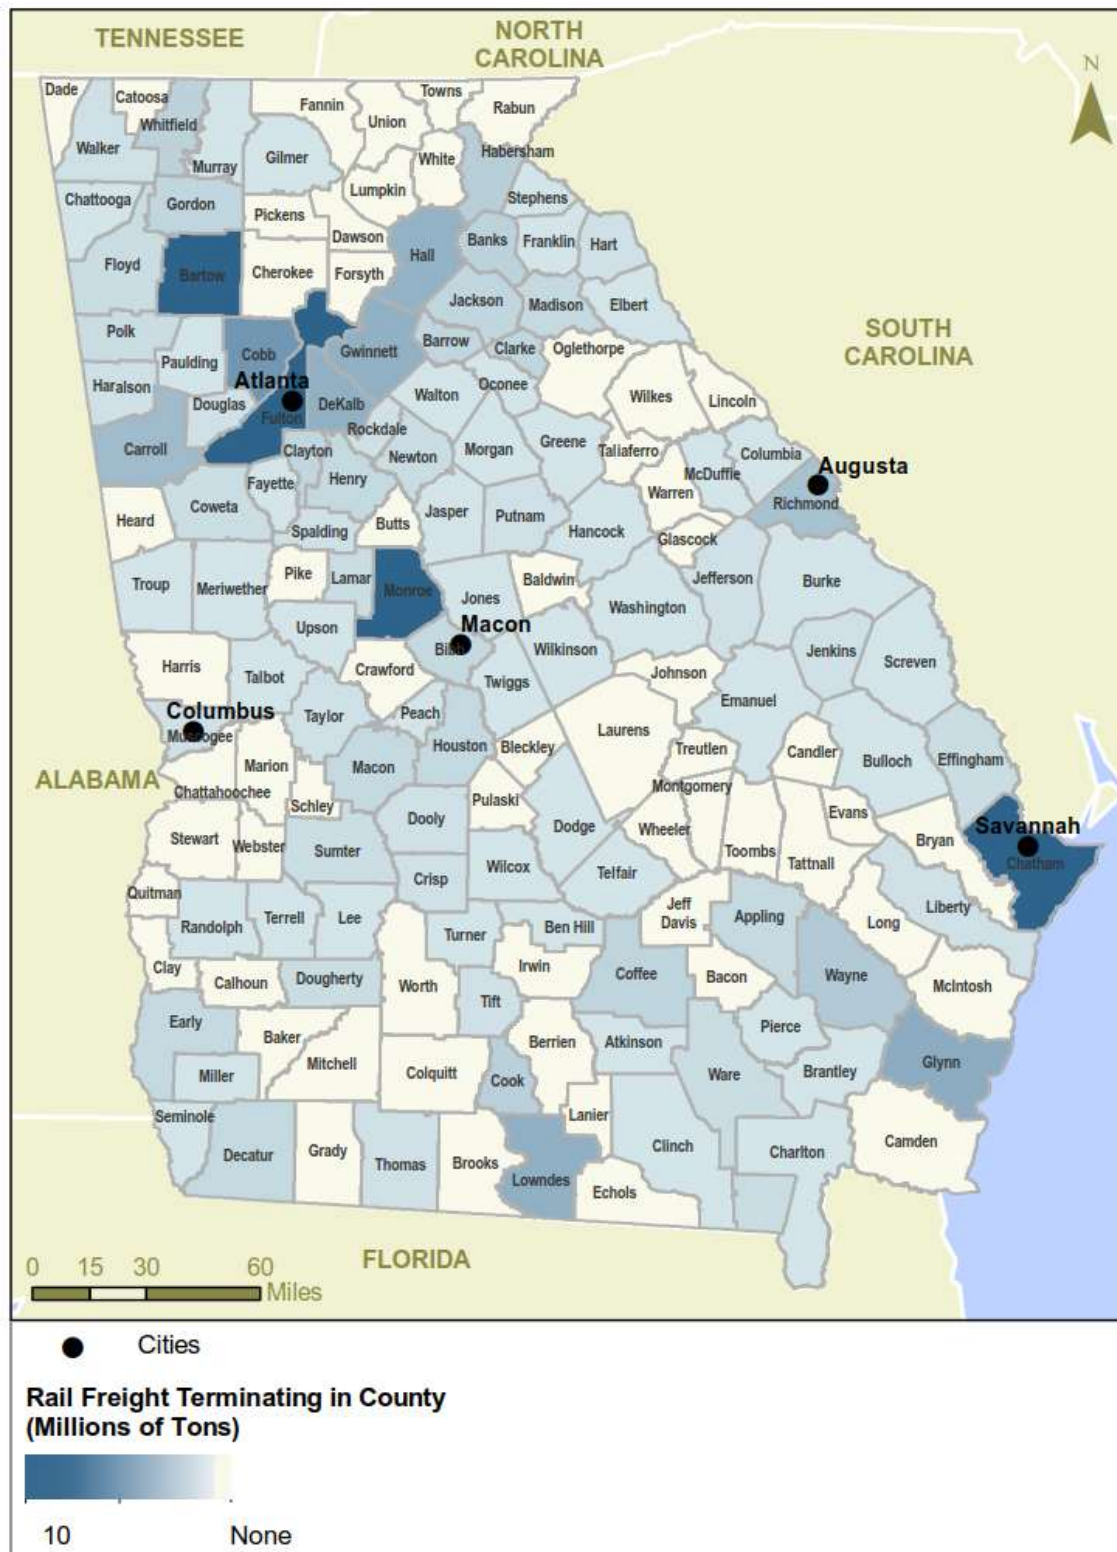 TENNESSEE
NORTH
CAROLINA
N
Dade
Catoosa
Whitfield
Walker
Murray
Fannin
Gilmer
Union
Towns
Rabun
White
Habersham
Lumpkin
Stephens
Chattooga
Gordon
Pickens
Dawson
Hall
Banks
Franklin
Hart
Floyd
Bartow
Cherokee
Forsyth
Jackson
Madison
Elbert
SOUTH
CAROLINA
Polk
Paulding
Cobb
Gwinnett
Barrow
Clarke
Oglethorpe
Haralson
Atlanta
Douglas
Fulton
DeKalb
Walton
Oconee
Wilkes
Lincoln
Carroll
Rockdale
Clayton
Newton
Morgan
Greene
Taliaferro
Columbia
Augusta
Fayette
Henry
McDuffie
Warren
Richmond
Heard
Coweta
Spalding
Butts
Jasper
Putnam
Hancock
Glascock
Troup
Meriwether
Pike
Lamar
Monroe
Jones
Baldwin
Jefferson
Burke
Washington
Upson
Macon
Bibb
Wilkinson
Jenkins
Screven
Harris
Talbot
Crawford
Twiggs
Johnson
Emanuel
Columbus
Muscogee
Taylor
Peach
Houston
Bleckley
Laurens
Treutlen
Candler
Bulloch
Effingham
ALABAMA
Chattahoochee
Marion
Macon
Schley
Pulaski
Montgomery
Stewart
Webster
Dooly
Dodge
Wheeler
Toombs
Evans
Tattnall
Bryan
Savannah
Chatham
Sumter
Crisp
Wilcox
Telfair
Quitman
Randolph
Terrell
Lee
Turner
Ben Hill
Jeff
Davis
Appling
Long
Liberty
Clay
Calhoun
Dougherty
Worth
Irwin
Coffee
Bacon
Wayne
McIntosh
Early
Baker
Mitchell
Tift
Berrien
Atkinson
Pierce
Miller
Colquitt
Cook
Ware
Brantley
Glynn
Seminole
Decatur
Grady
Thomas
Brooks
Lowndes
Lanier
Echols
Clinch
Charlton
Camden
FLORIDA
0 15 30 60
Miles
Cities
Rail Freight Terminating in County
(Millions of Tons)
10 None